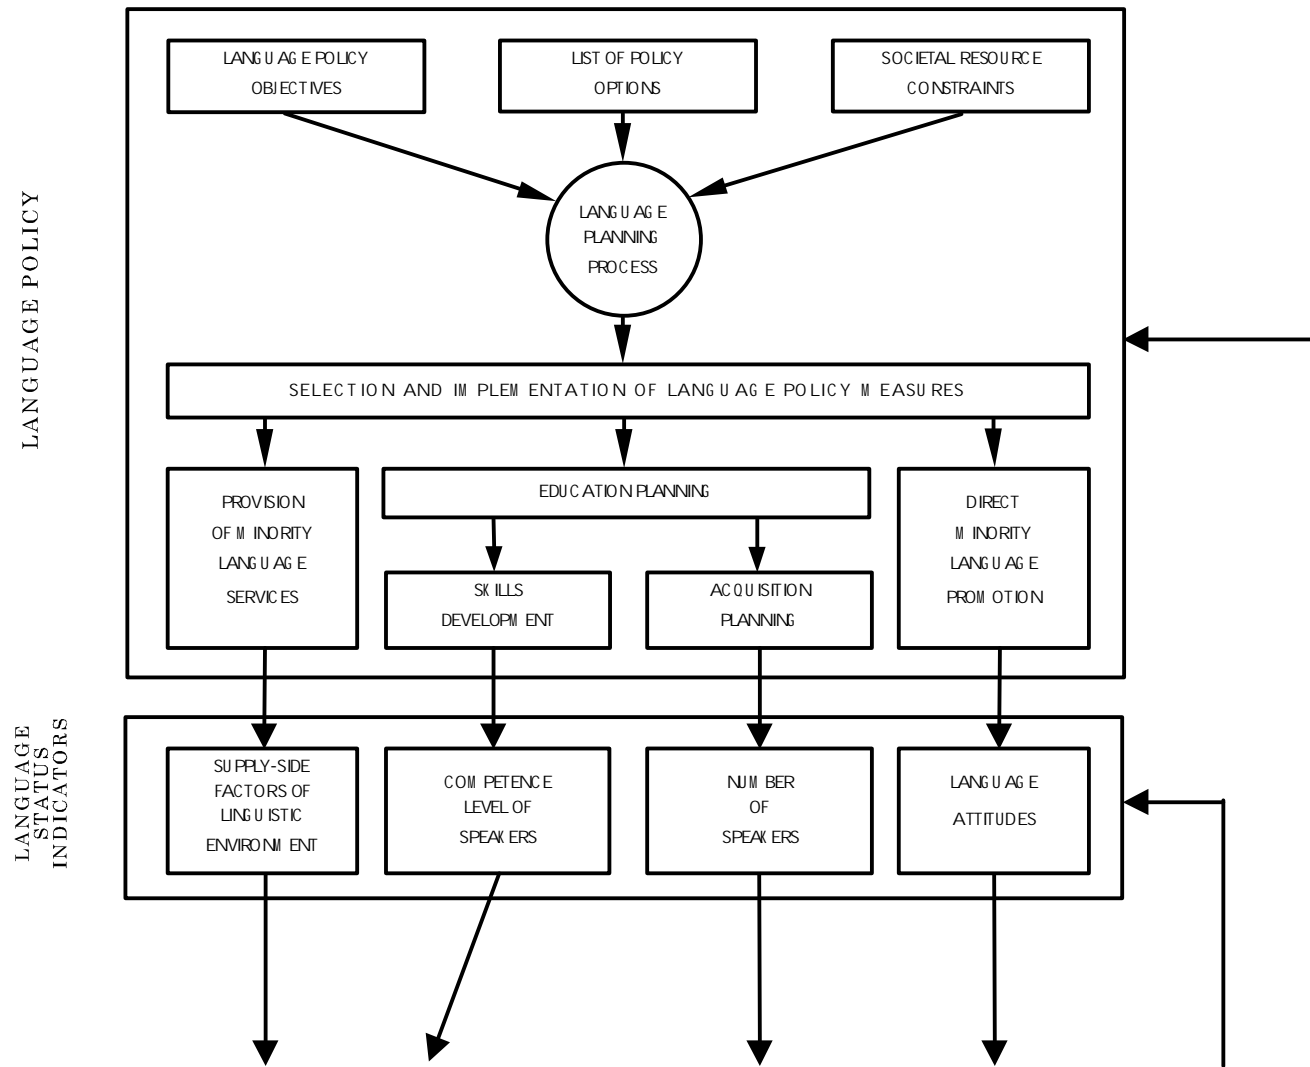 LANGUAGE POLICY
OBJECTIVES
LIST OF POLICY
OPTIONS
SOCIETAL RESOURCE
CONSTRAINTS
LANGUAGE
PLANNING
PROCESS
LANGUAGE POLICY
SELECTION AND IMPLEMENTATION OF LANGUAGE POLICY MEASURES
PROVISION
OF MINORITY
LANGUAGE
SERVICES
EDUCATION PLANNING
SKILLS
DEVELOPMENT
ACQUISITION
PLANNING
DIRECT
MINORITY
LANGUAGE
PROMOTION
LANGUAGE
STATUS
INDICATORS
SUPPLY-SIDE
FACTORS OF
LINGUISTIC
ENVIRONMENT
COMPETENCE
LEVEL OF
SPEAKERS
NUMBER
OF
SPEAKERS
LANGUAGE
ATTITUDES